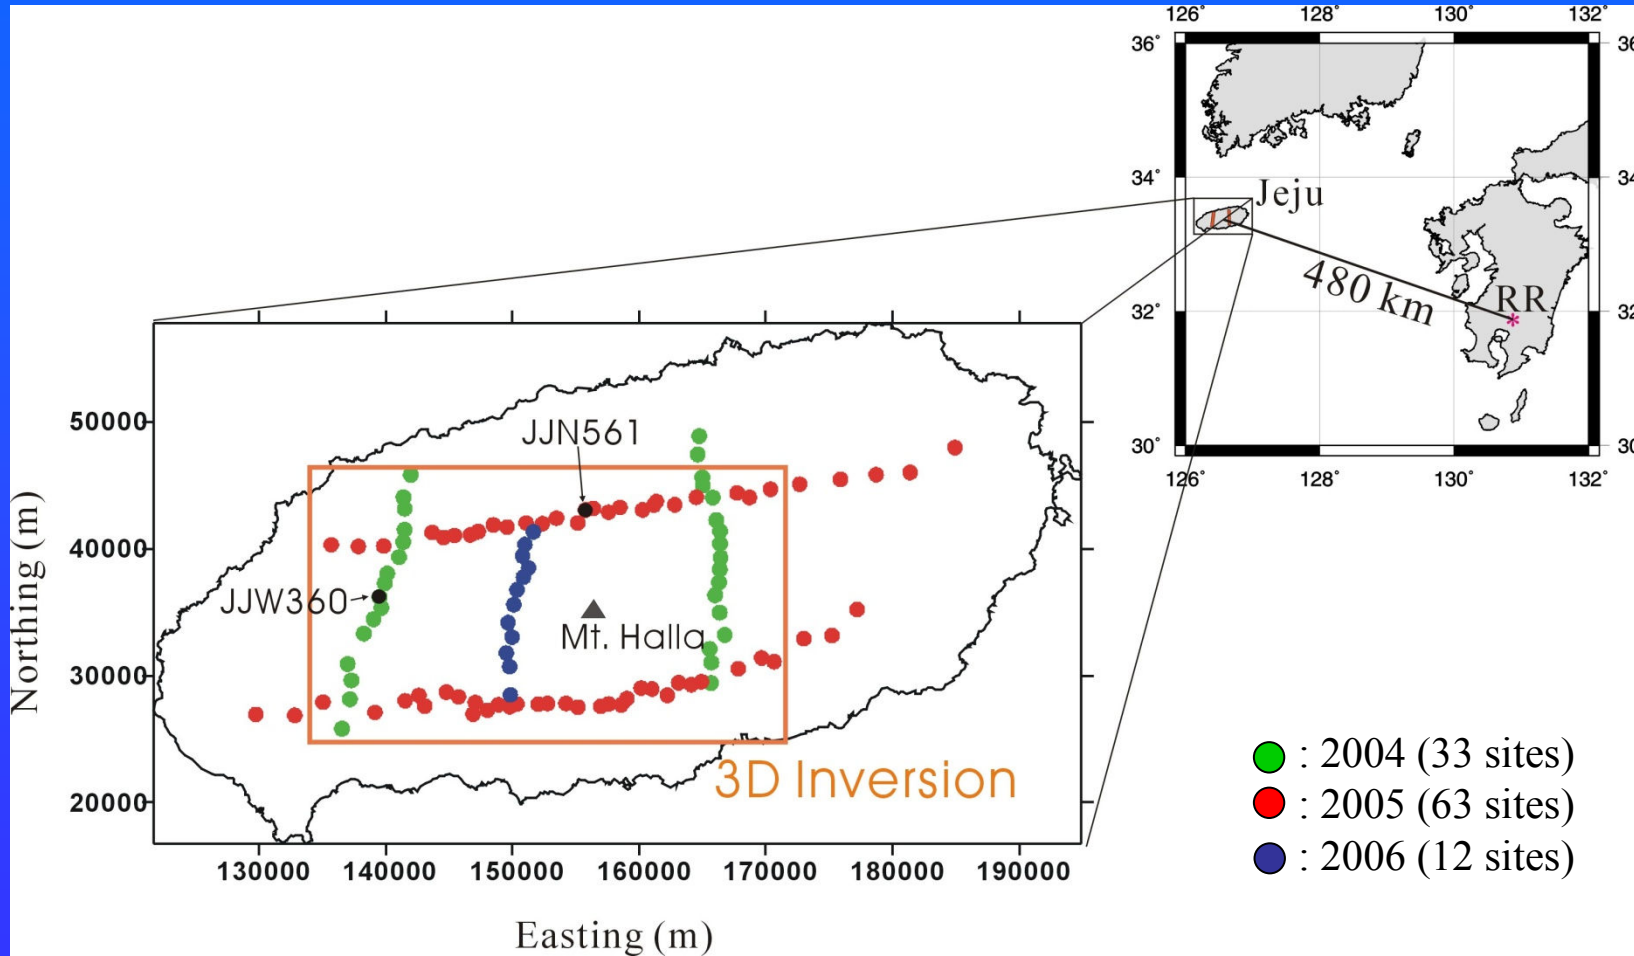 126° 128° 130° 132°
36° 36
34° 34
32° 32
30° 30
126° 128° 130° 132°
Jeju
480 km
RR
*
50000
40000
30000
20000
Northing (m)
JJN561
JJW360
Mt. Halla
3D Inversion
130000 140000 150000 160000 170000 180000 190000
Easting (m)
: 2004 (33 sites)
: 2005 (63 sites)
: 2006 (12 sites)